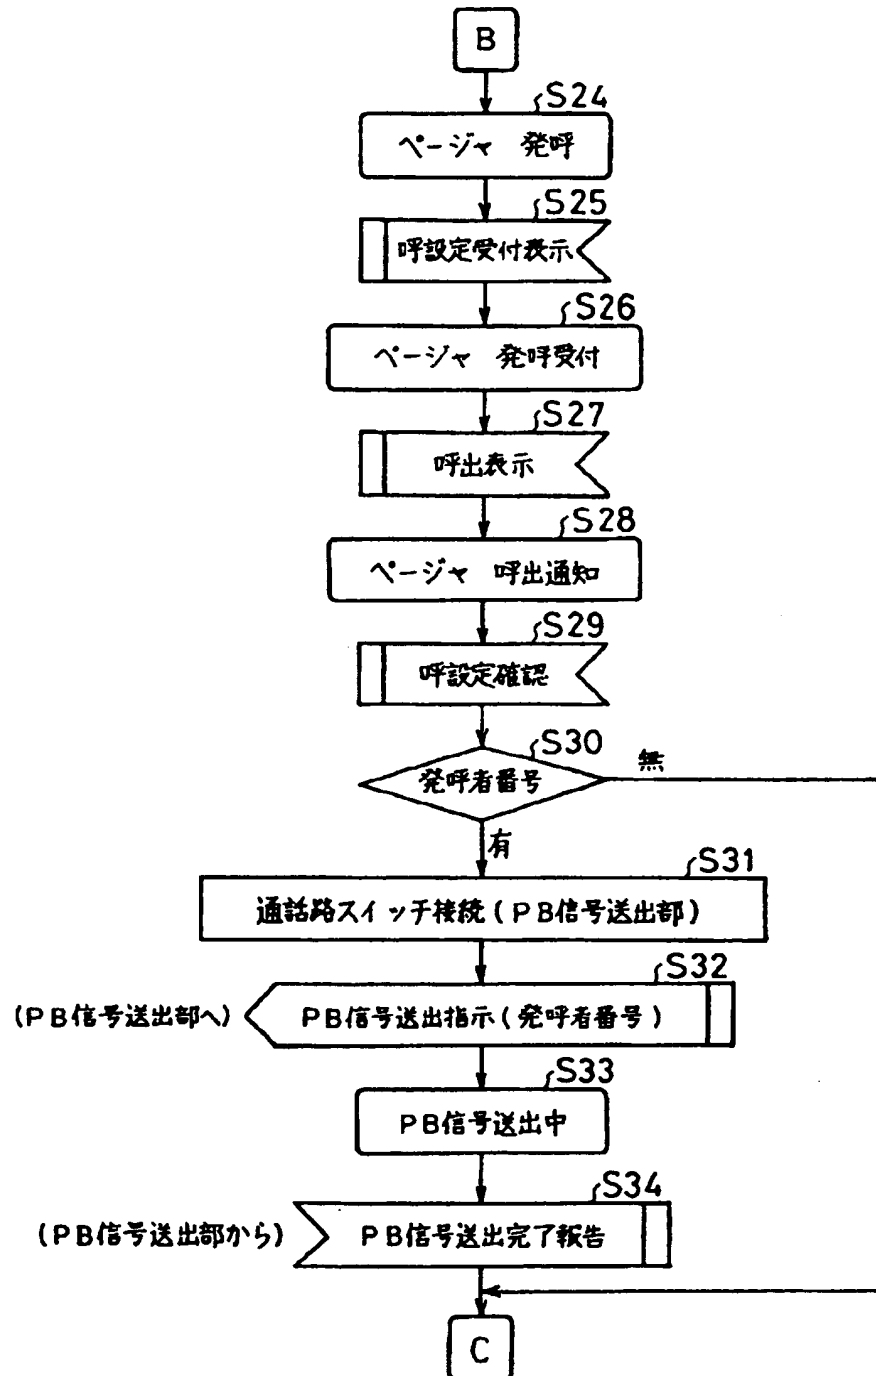 B
S24
ページャ 発呼
S25
呼設定受付表示
S26
ページャ 発呼受付
S27
呼出表示
S28
ページャ 呼出通知
S29
呼設定確認
S30
発呼者番号
無
有
S31
通話路スイッチ接続(PB信号送出部)
S32
(PB信号送出部へ)
PB信号送出指示(発呼者番号)
S33
PB信号送出中
S34
(PB信号送出部から)
PB信号送出完了報告
C